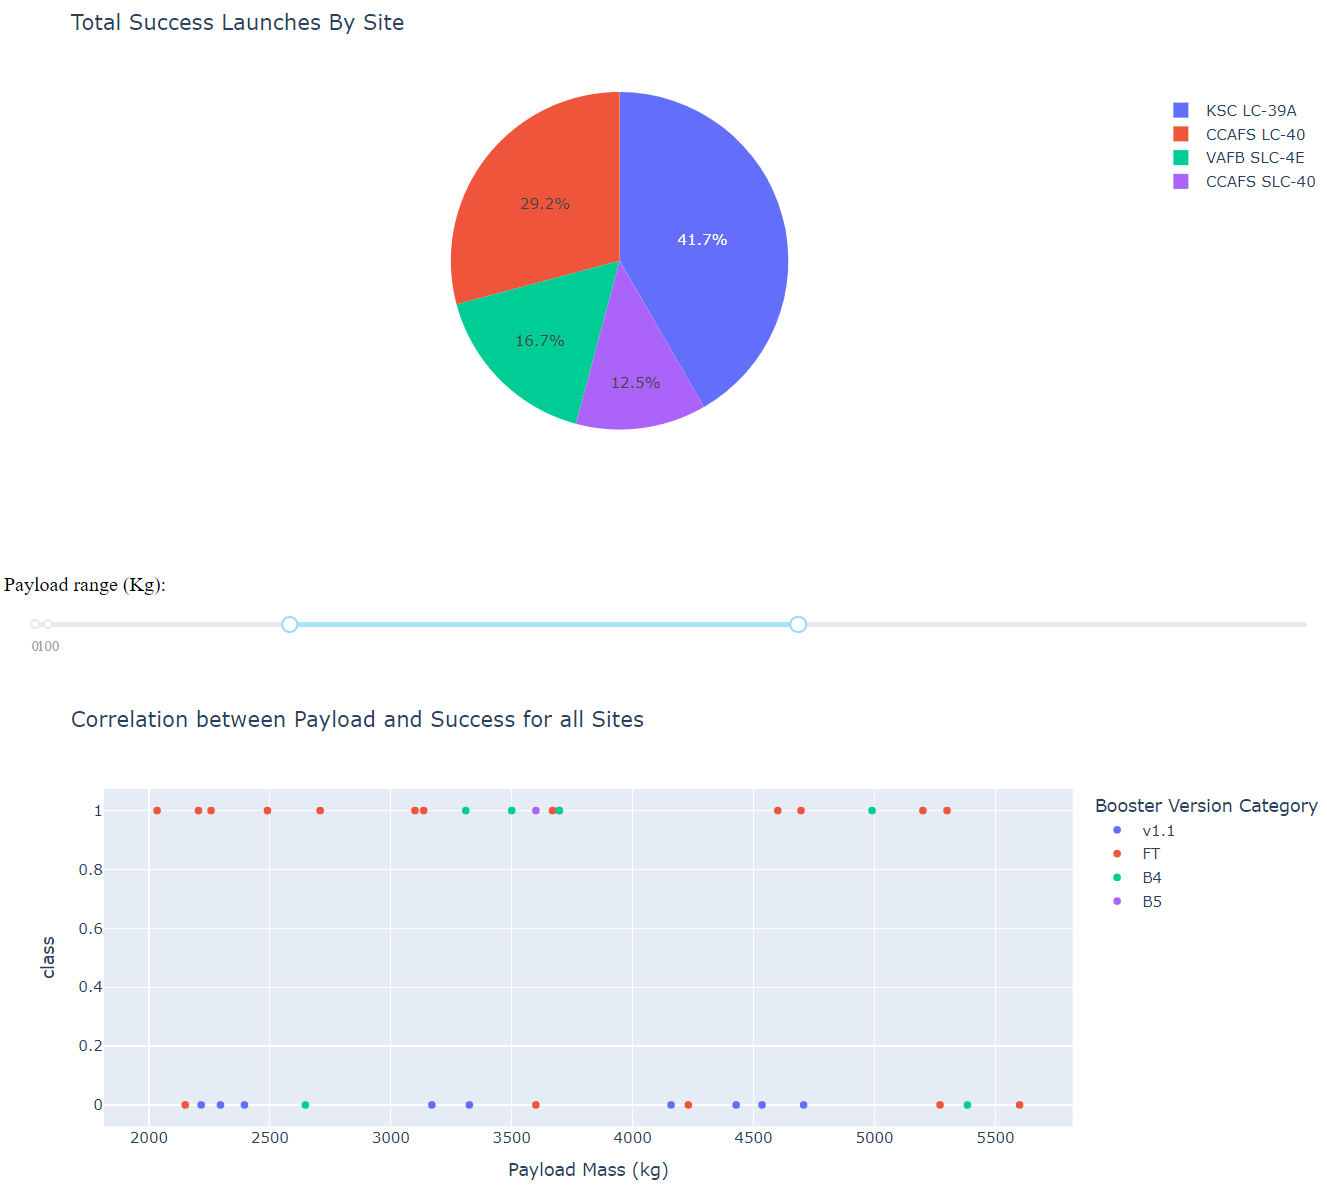 Total Success Launches By Site
KSC LC-39A
CCAFS LC-40
VAFB SLC-4E
CCAFS SLC-40
29.2%
41.7%
16.7%
12.5%
Payload range (Kg):
0100
Correlation between Payload and Success for all Sites
Booster Version Category
v1.1
FT
B4
B5
1
0.8
0.6
0.4
0.2
0
class
2000 2500 3000 3500 4000 4500 5000 5500
Payload Mass (kg)